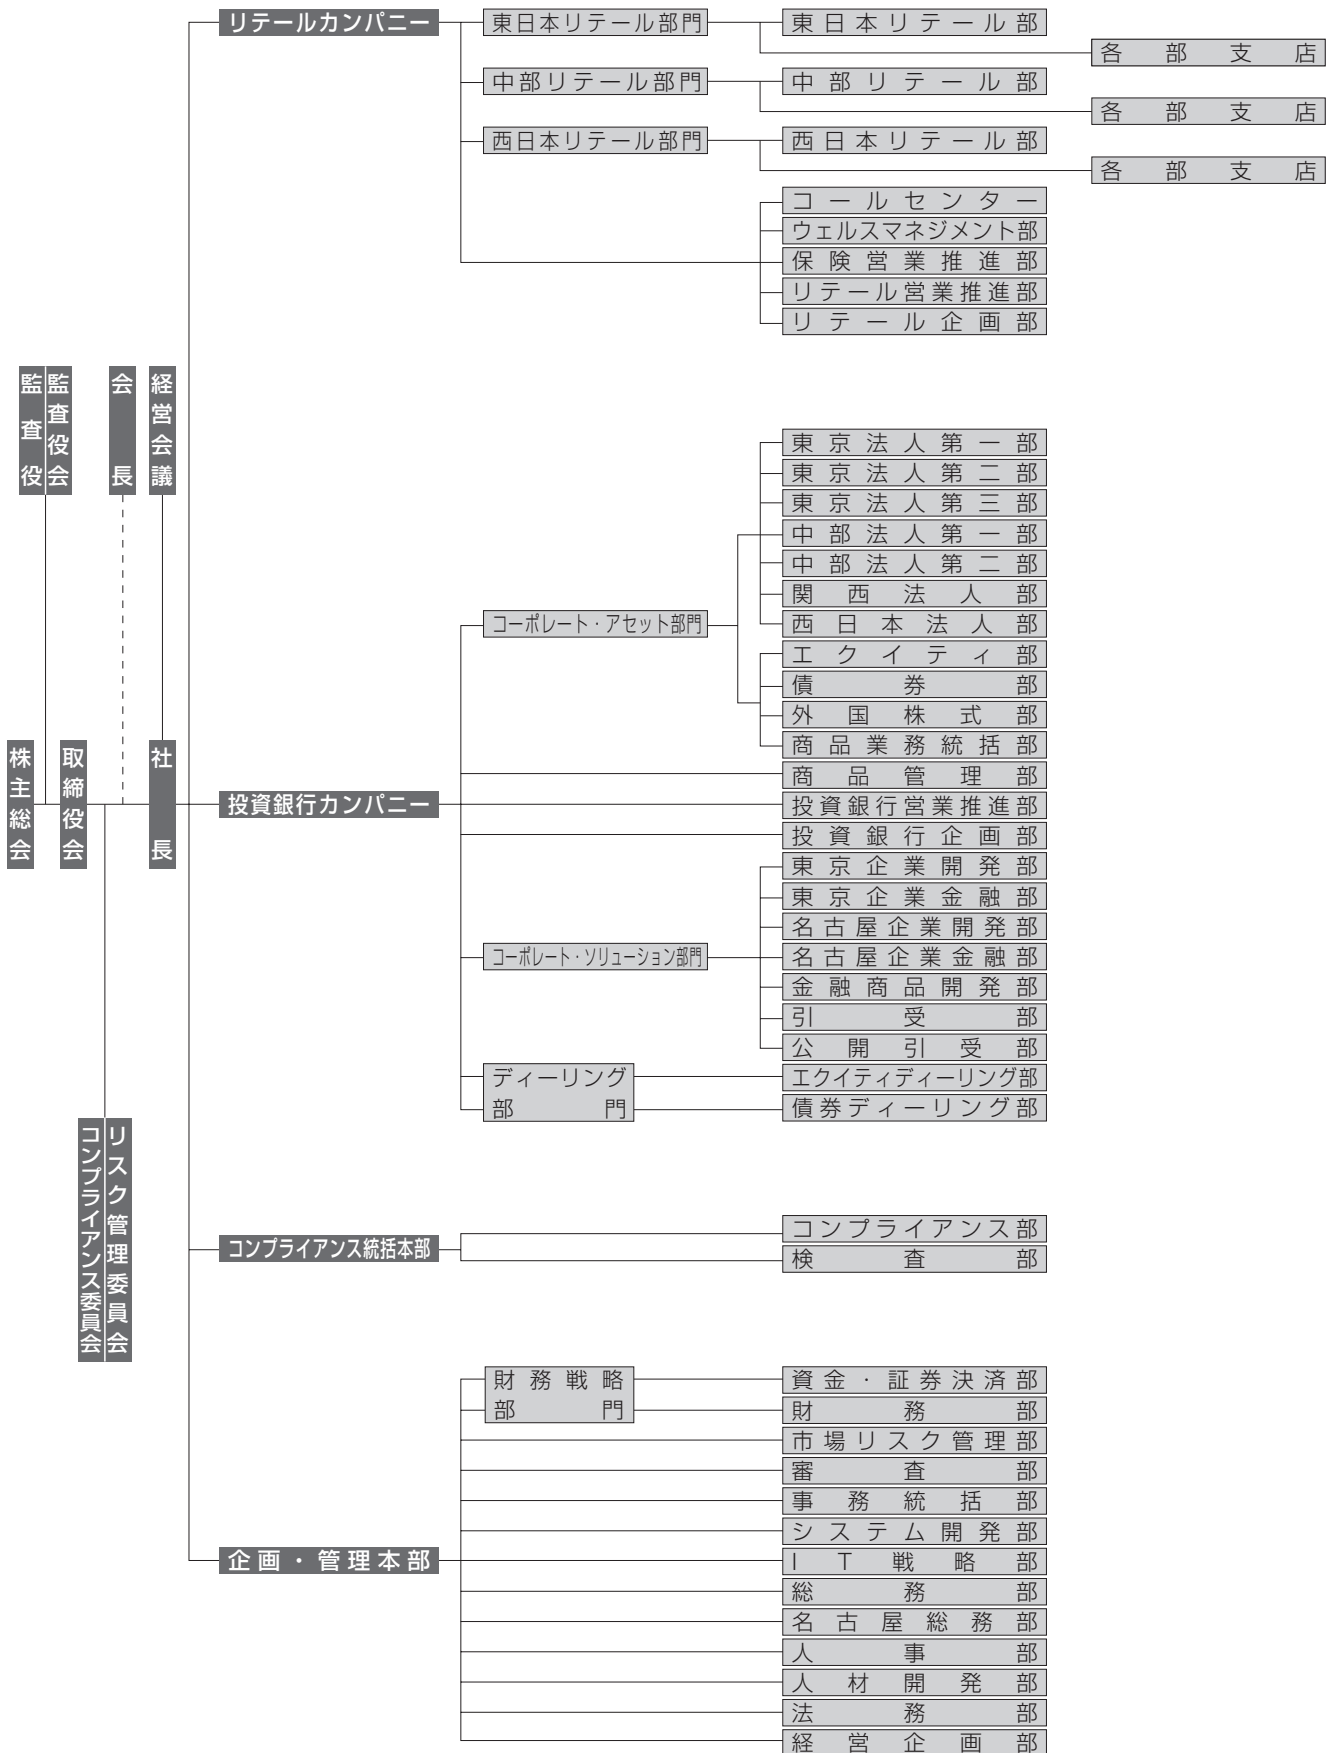 リテールカンパニー
東日本リテール部門
東日本リテール部
各部支店
中部リテール部門
中部リテール部
各部支店
西日本リテール部門
西日本リテール部
各部支店
コールセンター
ウェルスマネジメント部
保険営業推進部
リテール営業推進部
リテール企画部
監査役
監査役会
会長
経営会議
株主総会
取締役会
社長
コンプライアンス委員会
リスク管理委員会
投資銀行カンパニー
コーポレート・アセット部門
東京法人第一部
東京法人第二部
東京法人第三部
中部法人第一部
中部法人第二部
関西法人部
西日本法人部
エクイティ部
債券部
外国株式部
商品業務統括部
商品管理部
投資銀行営業推進部
投資銀行企画部
コーポレート・ソリューション部門
東京企業開発部
東京企業金融部
名古屋企業開発部
名古屋企業金融部
金融商品開発部
引受部
公開引受部
ディーリング
部門
エクイティディーリング部
債券ディーリング部
コンプライアンス統括本部
コンプライアンス部
検査部
企画・管理本部
財務戦略
部門
資金・証券決済部
財務部
市場リスク管理部
審査部
事務統括部
システム開発部
IT戦略部
総務部
名古屋総務部
人事部
人材開発部
法務部
経営企画部